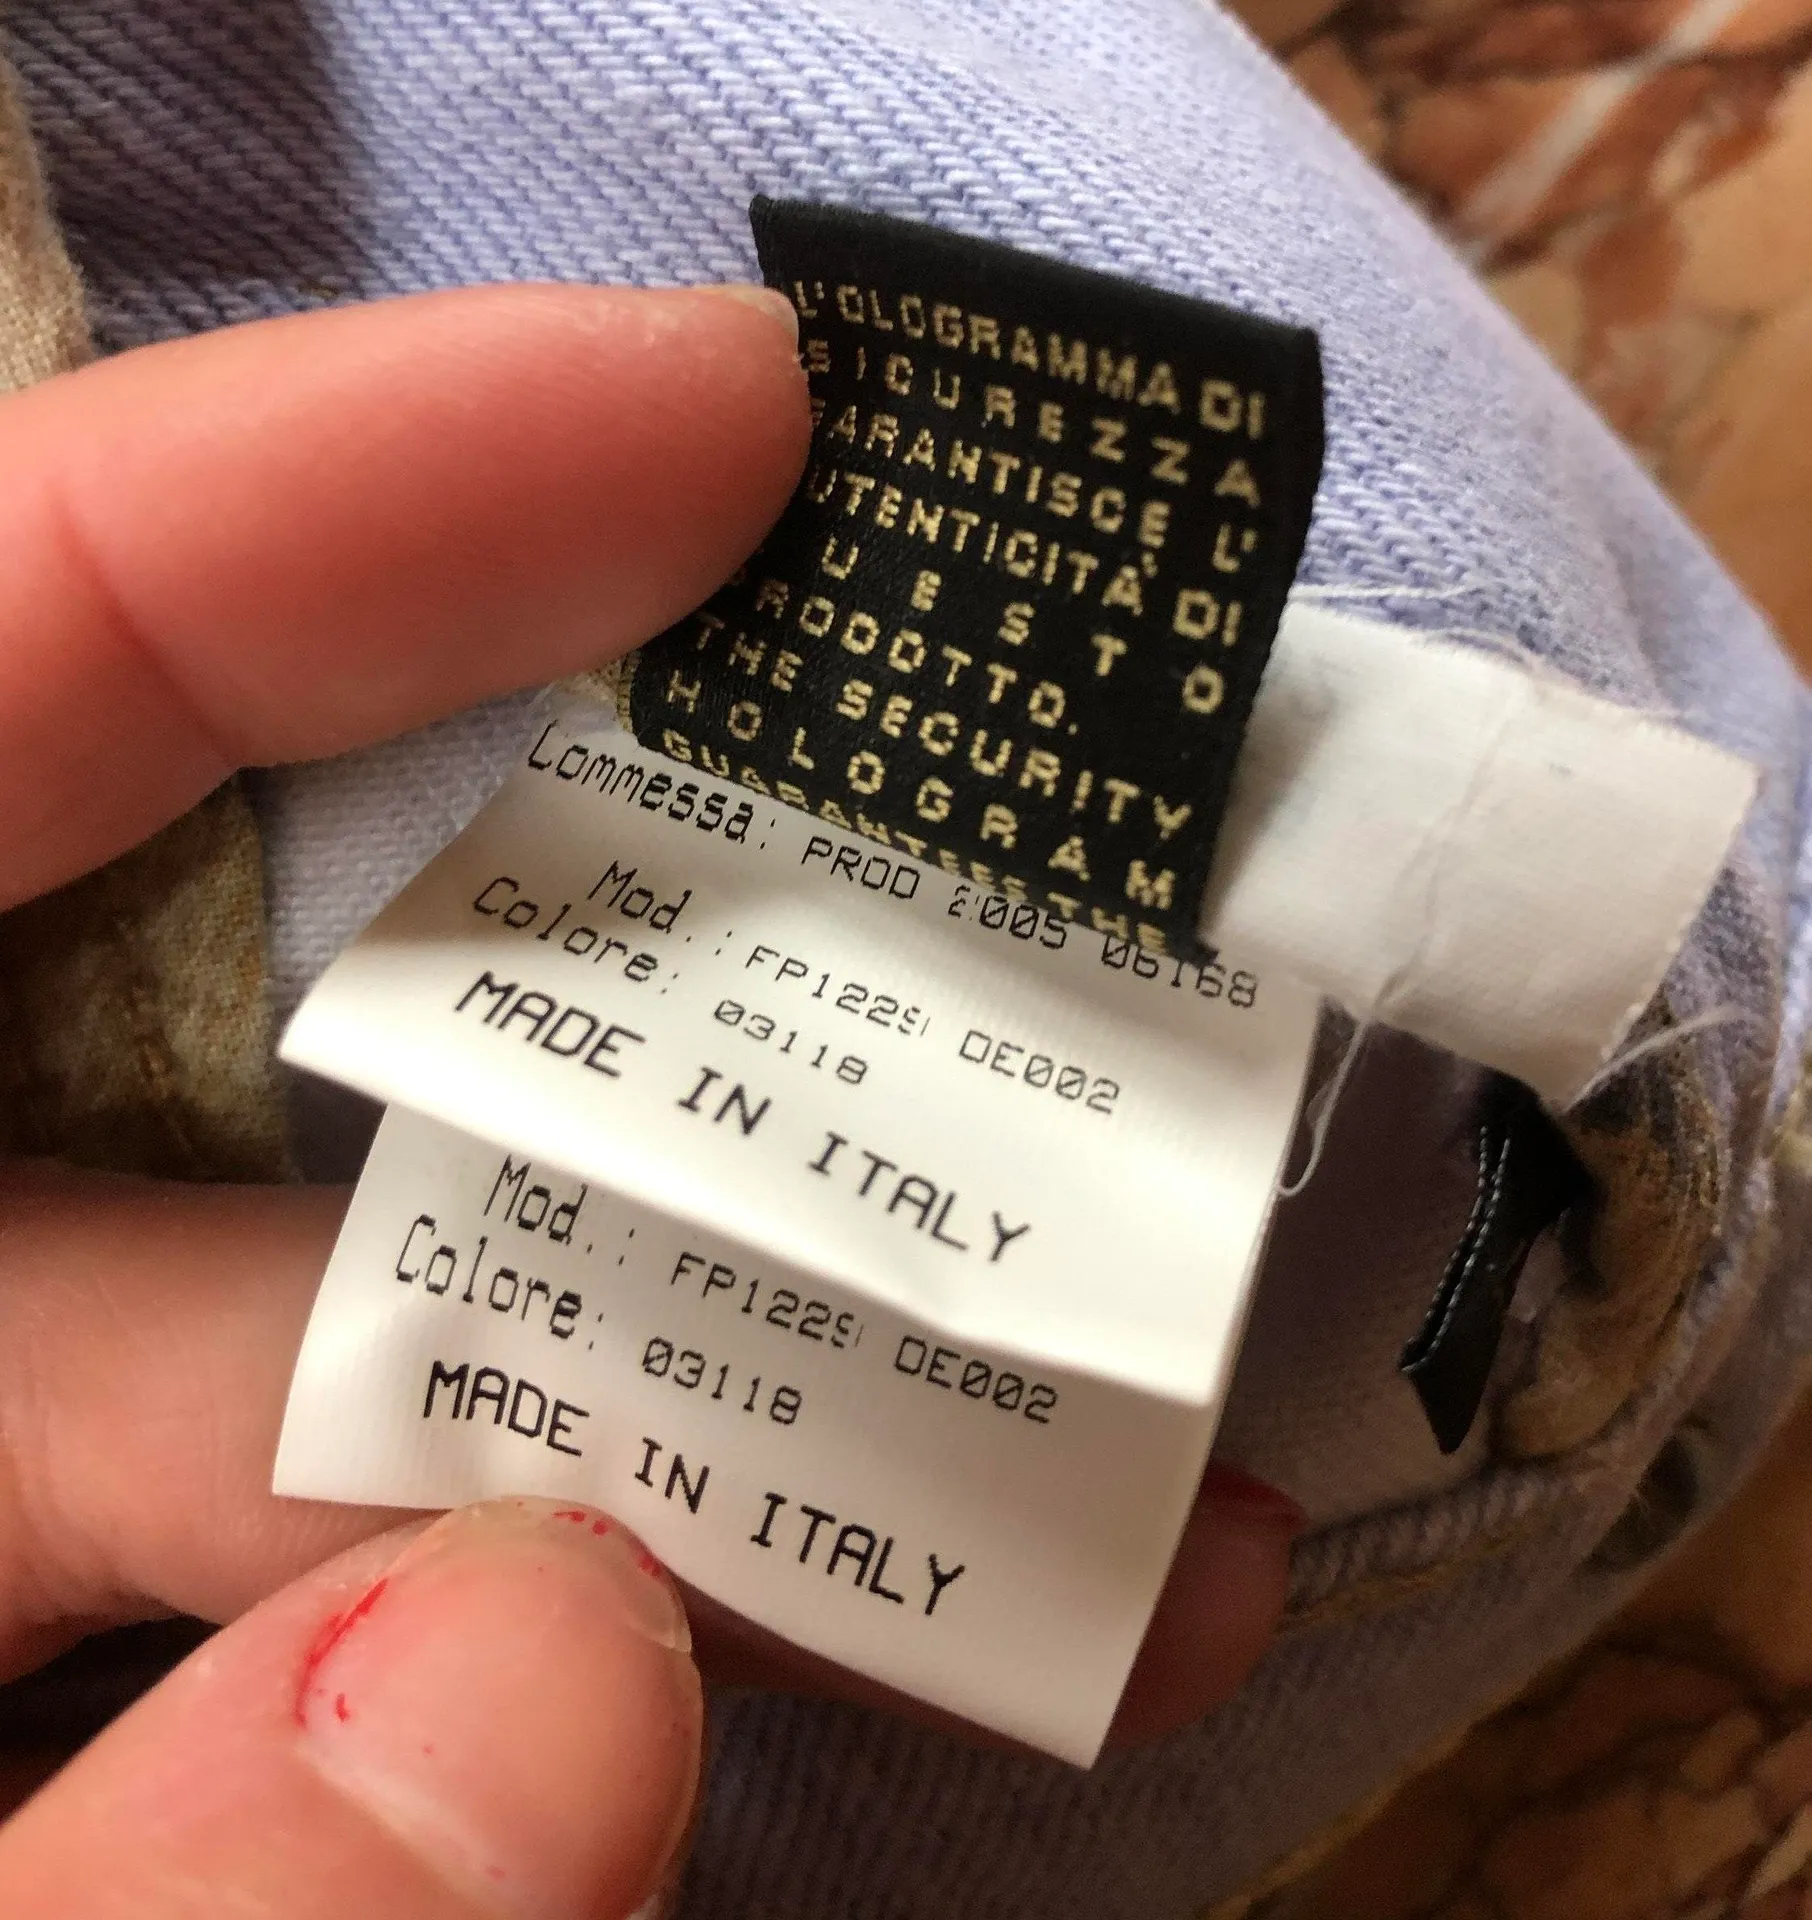 L'OLOGRAMMA DI
SICUREZZA
GARANTISCE L'
AUTENTICITÀ DI
QUESTO
PRODOTTO.
THE SECURITY
HOLOGRAM
GUARANTEES THE
Commessa: PROD 2005 06168
Mod.: FP1229 DE002
Colore: 03118
MADE IN ITALY
Mod.: FP1229 DE002
Colore: 03118
MADE IN ITALY